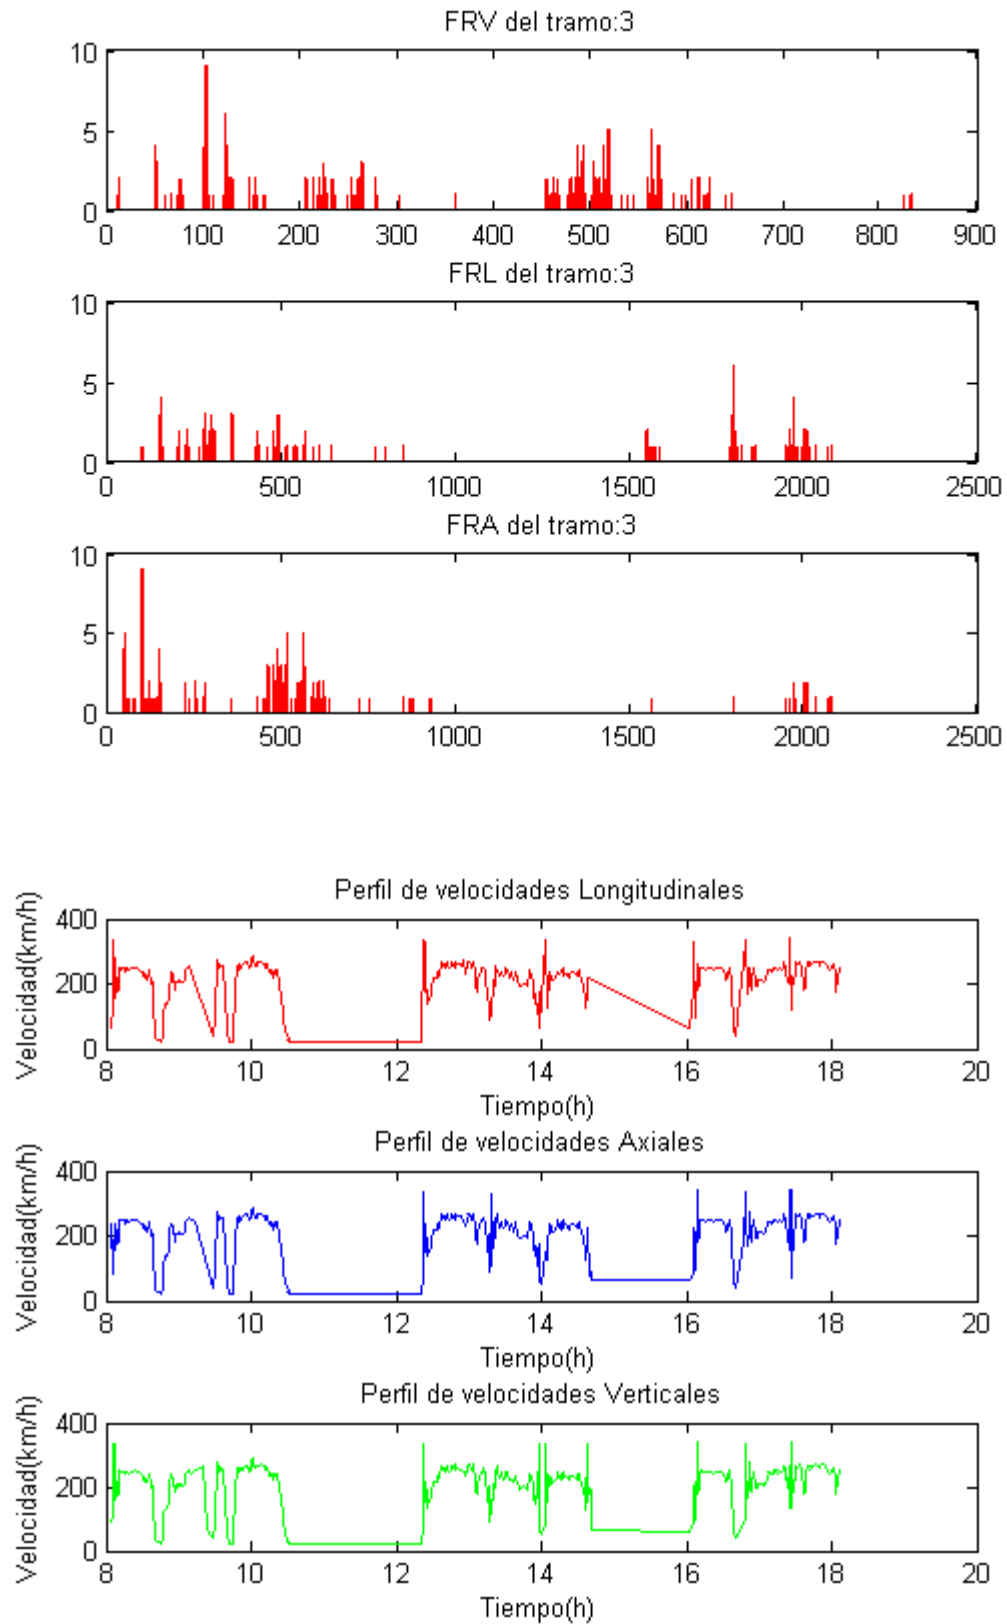 FRV del tramo:3
10
5
0
0 100 200 300 400 500 600 700 800 900
FRL del tramo:3
10
5
0
0 500 1000 1500 2000 2500
FRA del tramo:3
10
5
0
0 500 1000 1500 2000 2500
Perfil de velocidades Longitudinales
Velocidad(km/h)
400
200
0
8 10 12 14 16 18 20
Tiempo(h)
Perfil de velocidades Axiales
Velocidad(km/h)
400
200
0
8 10 12 14 16 18 20
Tiempo(h)
Perfil de velocidades Verticales
Velocidad(km/h)
400
200
0
8 10 12 14 16 18 20
Tiempo(h)